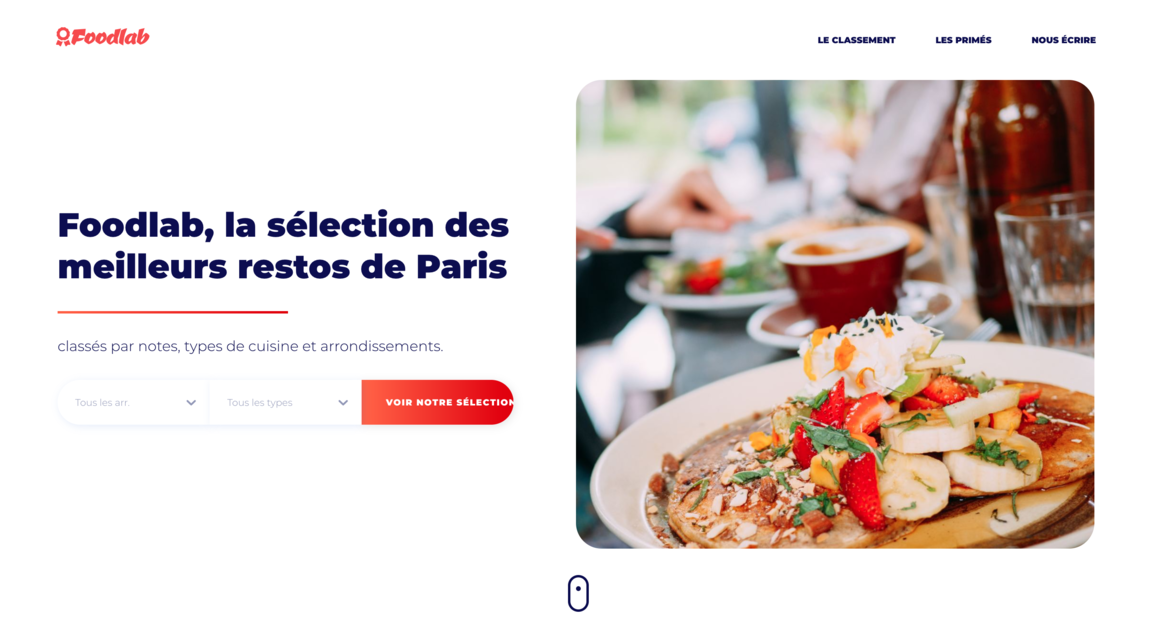 Foodlab
LE CLASSEMENT
LES PRIMÉS
NOUS ÉCRIRE
Foodlab, la sélection des
meilleurs restos de Paris
classés par notes, types de cuisine et arrondissements.
Tous les arr.
Tous les types
VOIR NOTRE SÉLECTION